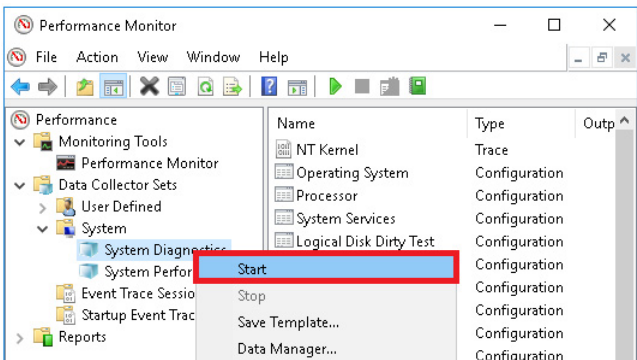 Performance Monitor
File Action View Window Help
Performance
Monitoring Tools
Performance Monitor
Data Collector Sets
User Defined
System
System Diagnostics
System Perfor
Event Trace Sessio
Startup Event Trac
Reports
Name Type Outp
NT Kernel Trace
Operating System Configuration
Processor Configuration
System Services Configuration
Logical Disk Dirty Test Configuration
Configuration
Configuration
Configuration
Configuration
Configuration
Start
Stop
Save Template...
Data Manager...